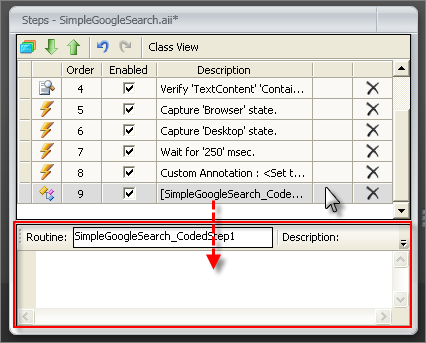 Steps - SimpleGoogleSearch.aii*
Class View
Order Enabled Description
4 Verify 'TextContent' 'Contai...
5 Capture 'Browser' state.
6 Capture 'Desktop' state.
7 Wait for '250' msec.
8 Custom Annotation : <Set t...
9 [SimpleGoogleSearch_Coded...
Routine: SimpleGoogleSearch_CodedStep1 Description: